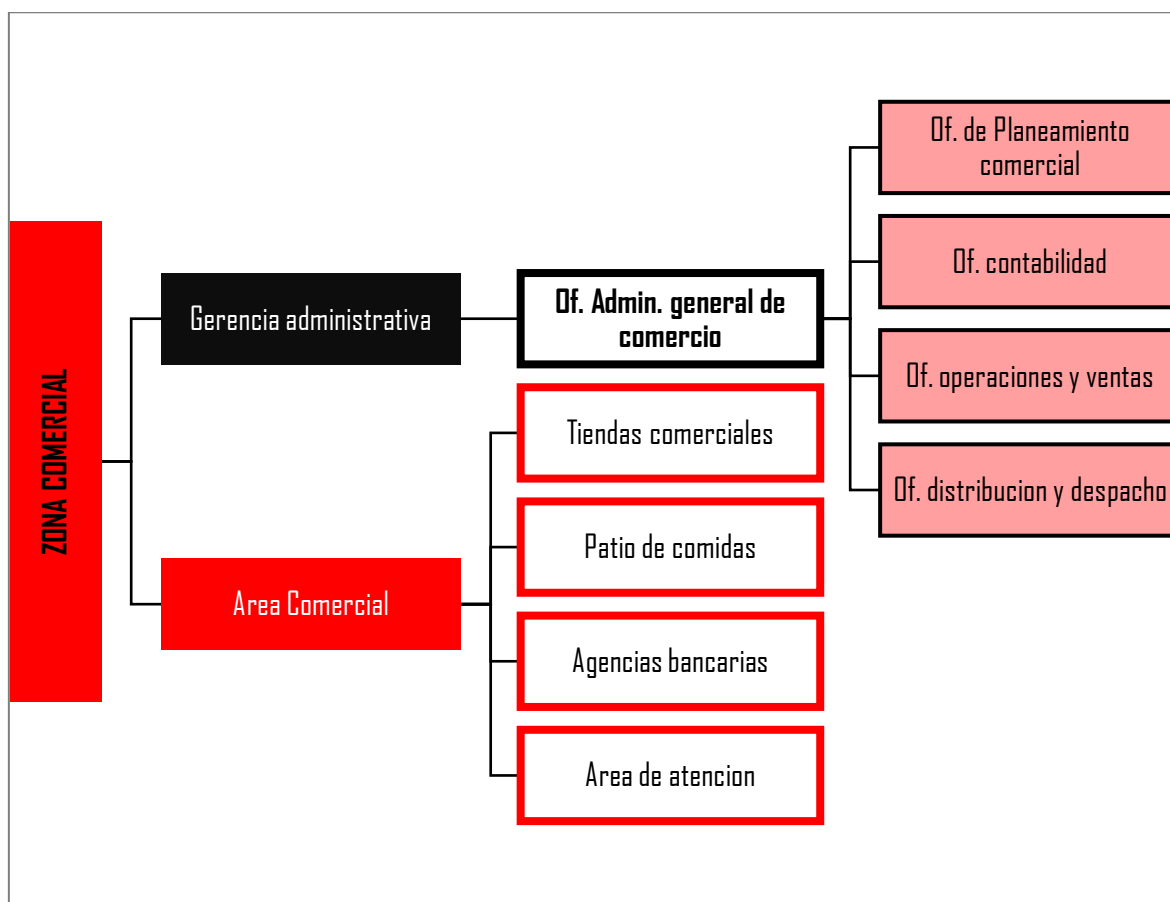 ZONA COMERCIAL
Gerencia administrativa
Of. Admin. general de
comercio
Of. de Planeamiento
comercial
Of. contabilidad
Of. operaciones y ventas
Of. distribucion y despacho
Area Comercial
Tiendas comerciales
Patio de comidas
Agencias bancarias
Area de atencion